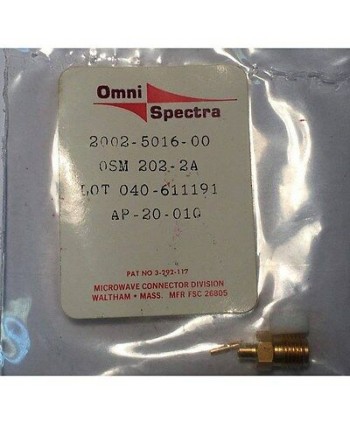 Omni
Spectra
2002-5016-00
OSM 202-2A
LOT 040-611191
AP-20-010
PAT NO 3-292-117
MICROWAVE CONNECTOR DIVISION
WALTHAM • MASS. MFR FSC 26805